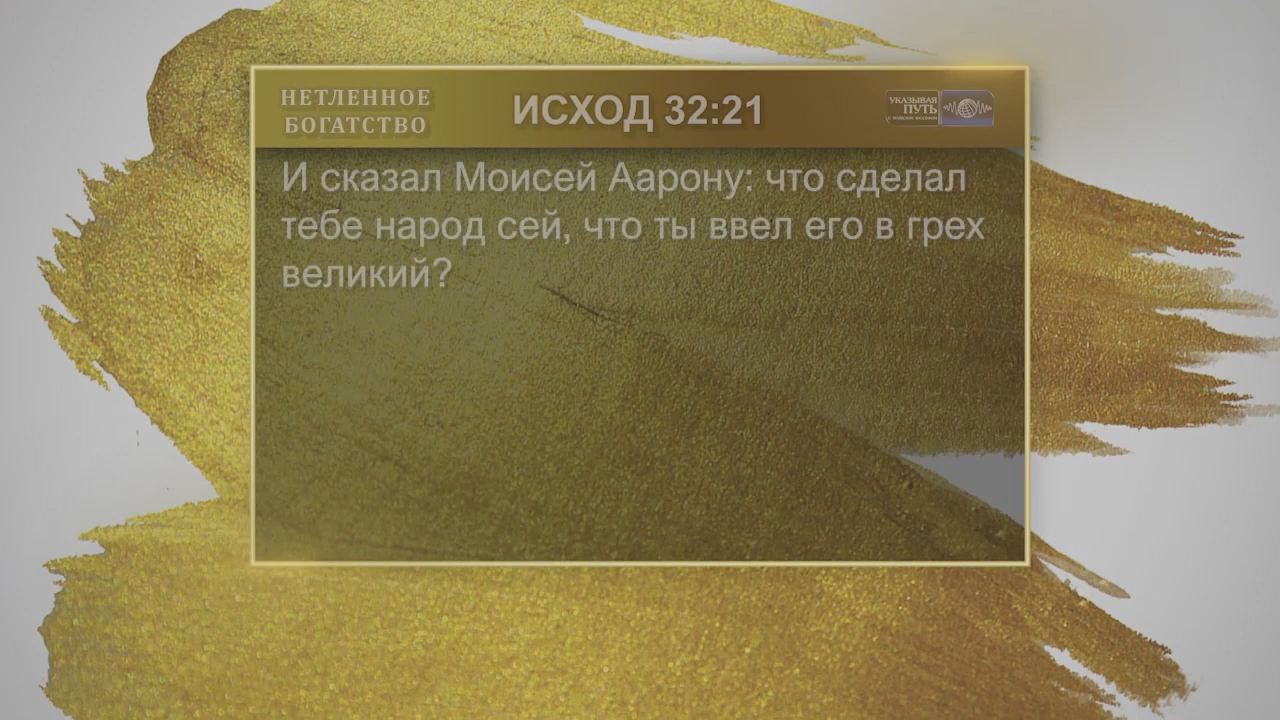 НЕТЛЕННОЕ
БОГАТСТВО
ИСХОД 32:21
УКАЗЫВАЯ
ПУТЬ
И сказал Моисей Аарону: что сделал
тебе народ сей, что ты ввел его в грех
великий?